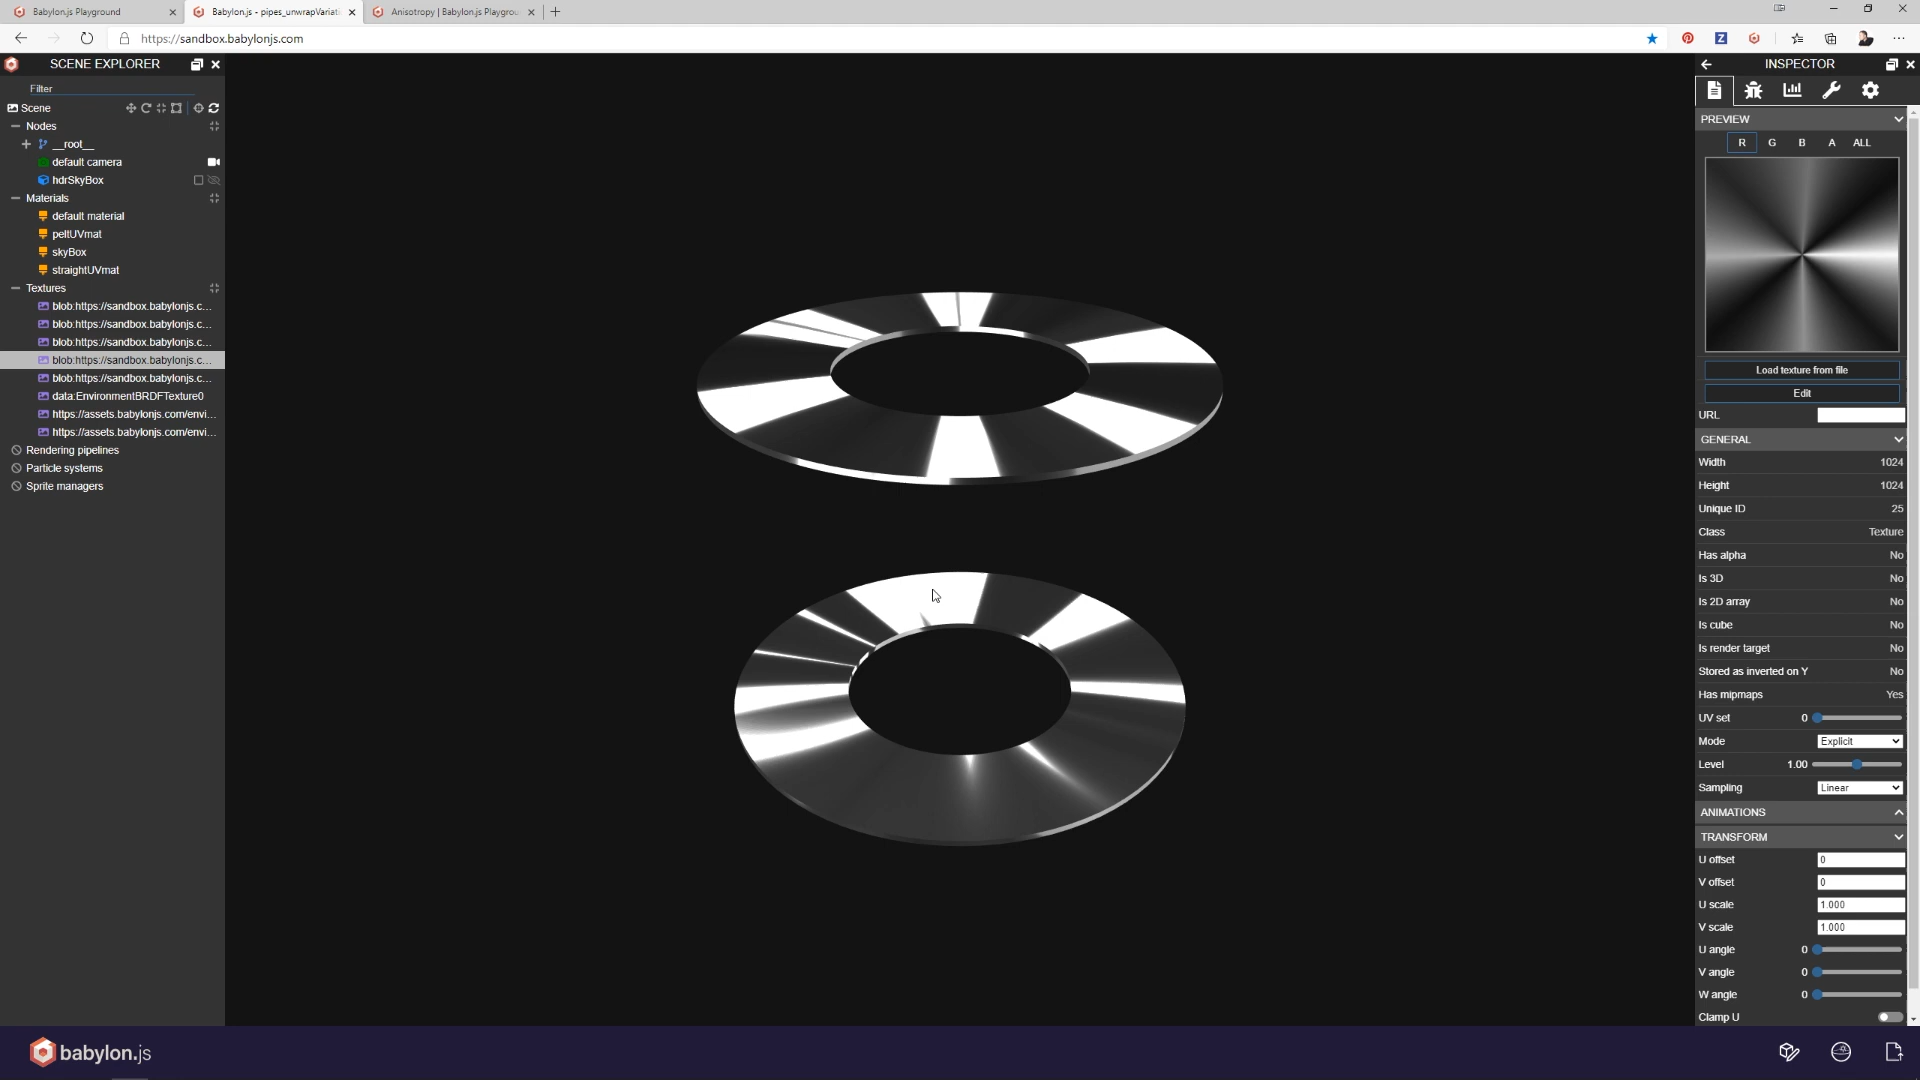 Babylon.js Playground
Babylon.js - pipes_unwrapVariati
Anisotropy | Babylon.js Playgrou
https://sandbox.babylonjs.com
SCENE EXPLORER
Filter
Scene
Nodes
__root__
default camera
hdrSkyBox
Materials
default material
peltUVmat
skyBox
straightUVmat
Textures
blob:https://sandbox.babylonjs.c...
blob:https://sandbox.babylonjs.c...
blob:https://sandbox.babylonjs.c...
blob:https://sandbox.babylonjs.c...
blob:https://sandbox.babylonjs.c...
data:EnvironmentBRDFTexture0
https://assets.babylonjs.com/envi...
https://assets.babylonjs.com/envi...
Rendering pipelines
Particle systems
Sprite managers
INSPECTOR
PREVIEW
R G B A ALL
Load texture from file
Edit
URL
GENERAL
Width 1024
Height 1024
Unique ID 25
Class Texture
Has alpha No
Is 3D No
Is 2D array No
Is cube No
Is render target No
Stored as inverted on Y No
Has mipmaps Yes
UV set 0
Mode Explicit
Level 1.00
Sampling Linear
ANIMATIONS
TRANSFORM
U offset 0
V offset 0
U scale 1.000
V scale 1.000
U angle 0
V angle 0
W angle 0
Clamp U
babylon.js